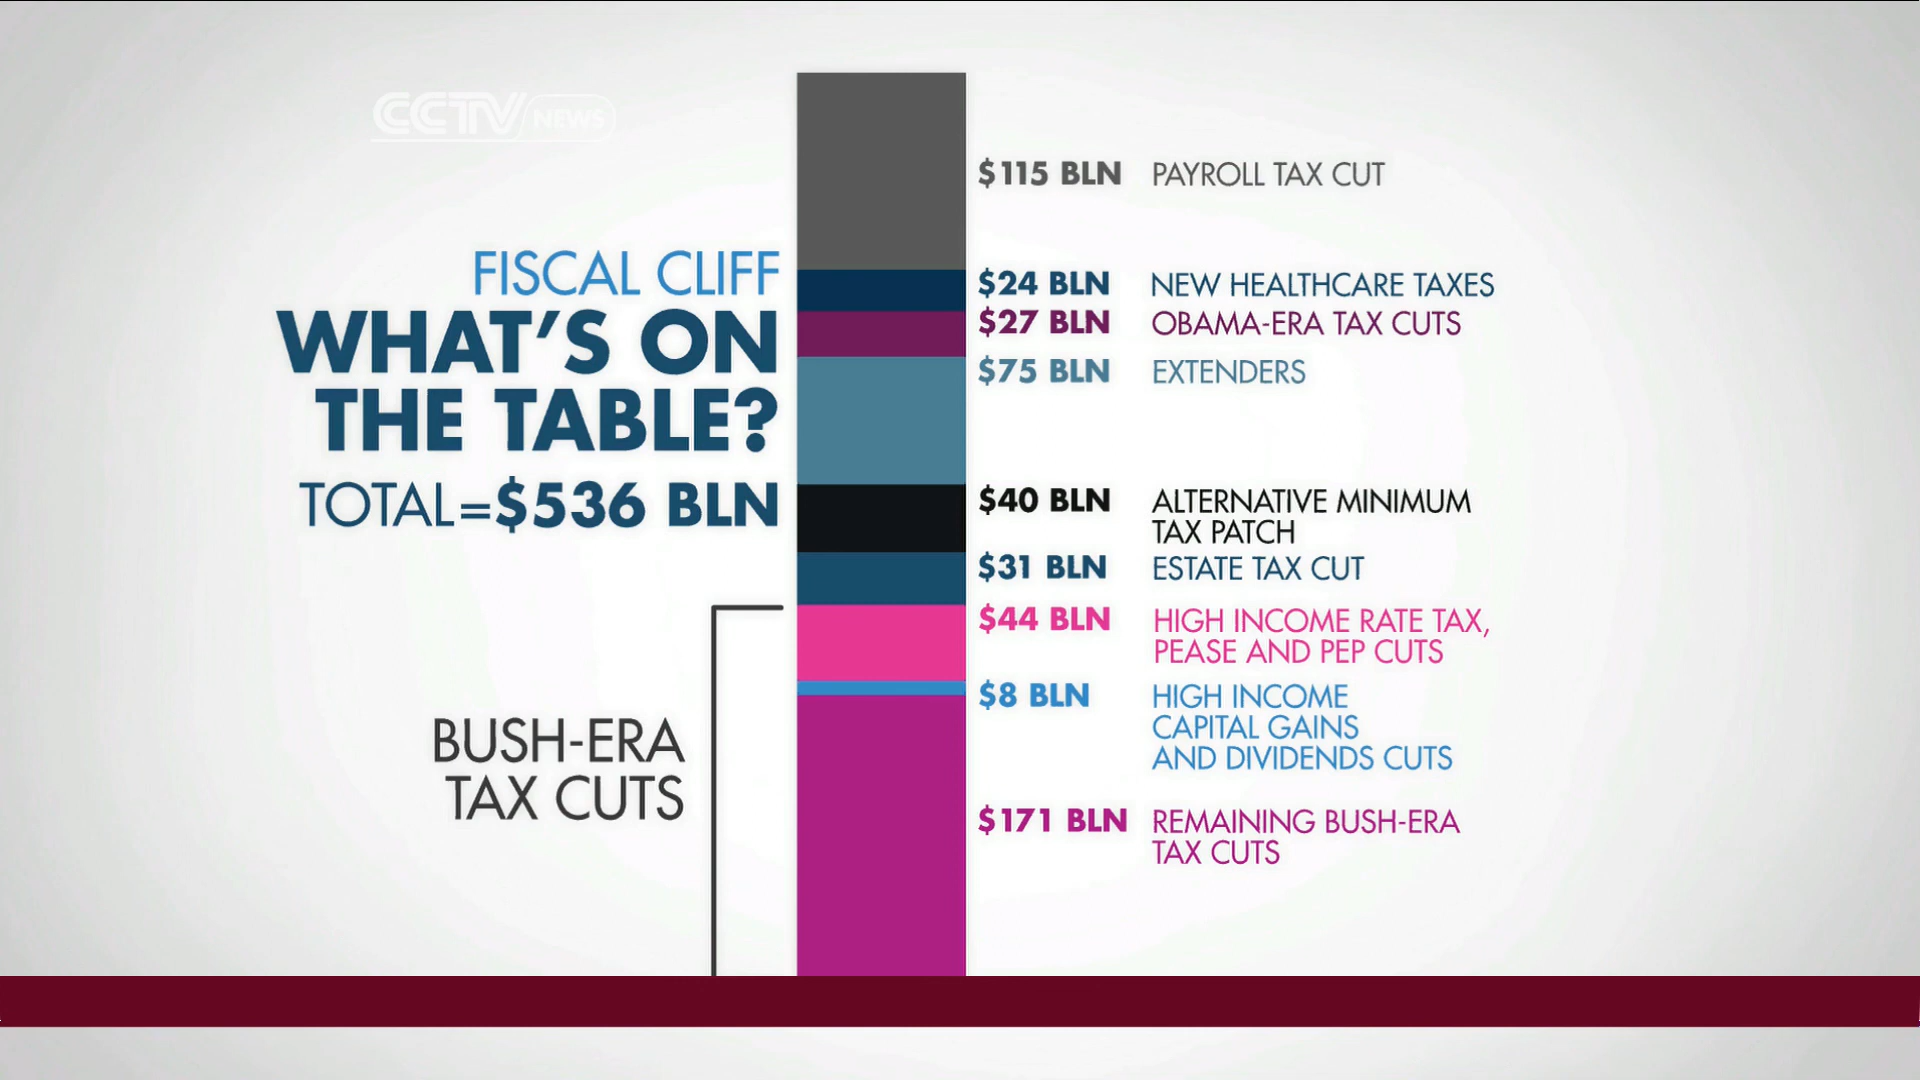 CCTV NEWS
FISCAL CLIFF
WHAT'S ON
THE TABLE?
TOTAL=$536 BLN
BUSH-ERA
TAX CUTS
$115 BLN PAYROLL TAX CUT
$24 BLN NEW HEALTHCARE TAXES
$27 BLN OBAMA-ERA TAX CUTS
$75 BLN EXTENDERS
$40 BLN ALTERNATIVE MINIMUM
TAX PATCH
$31 BLN ESTATE TAX CUT
$44 BLN HIGH INCOME RATE TAX,
PEASE AND PEP CUTS
$8 BLN HIGH INCOME
CAPITAL GAINS
AND DIVIDENDS CUTS
$171 BLN REMAINING BUSH-ERA
TAX CUTS